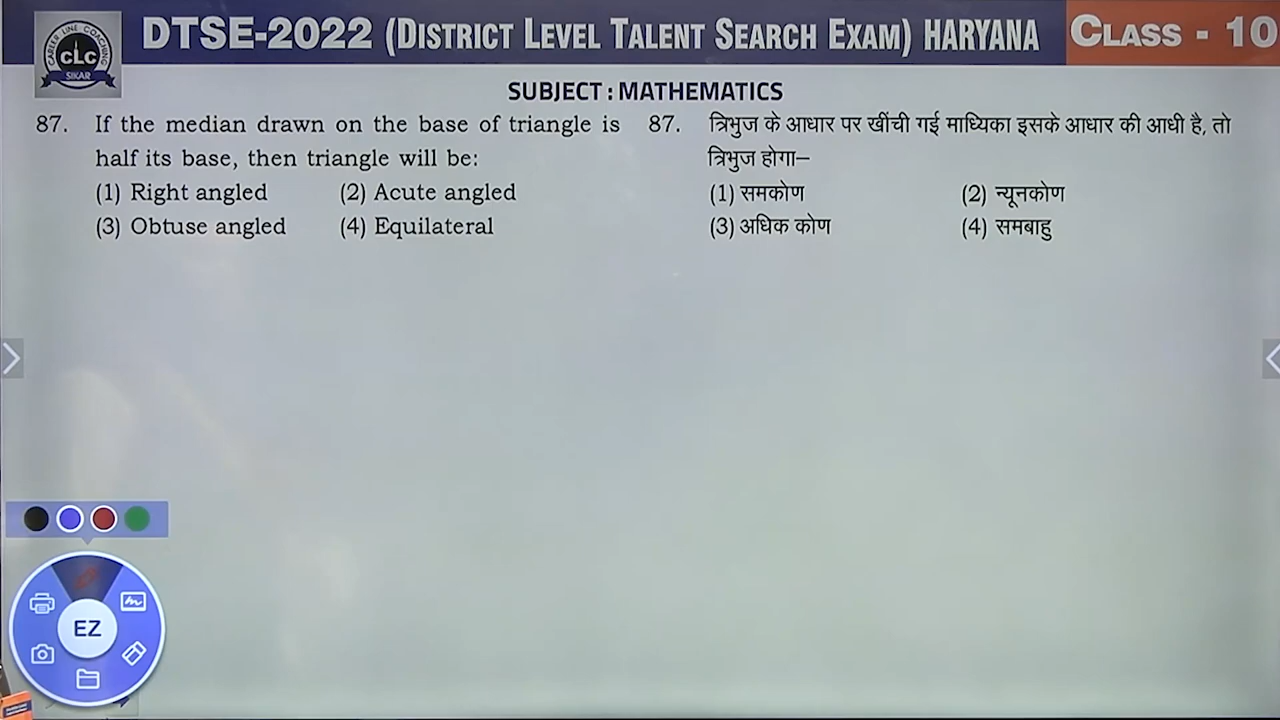 CAREER LINE COACHING
CLC
SIKAR
DTSE-2022 (DISTRICT LEVEL TALENT SEARCH EXAM) HARYANA
CLASS - 10
SUBJECT : MATHEMATICS
87. If the median drawn on the base of triangle is
half its base, then triangle will be:
(1) Right angled (2) Acute angled
(3) Obtuse angled (4) Equilateral
87. त्रिभुज के आधार पर खींची गई माध्यिका इसके आधार की आधी है, तो
त्रिभुज होगा–
(1) समकोण (2) न्यूनकोण
(3) अधिक कोण (4) समबाहु
EZ